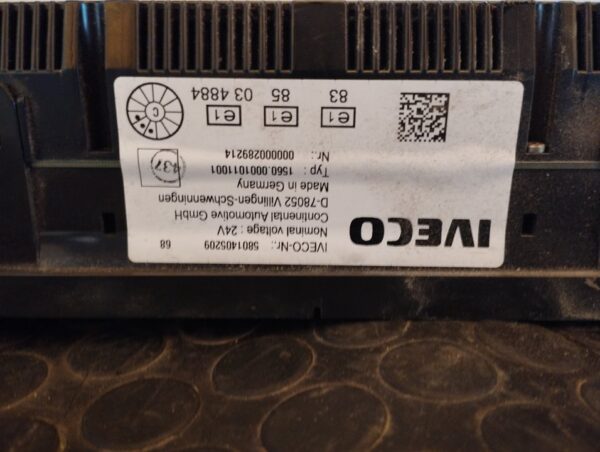 IVECO
IVECO-Nr.: 5801405209 68
Nominal voltage : 24V
Continental Automotive GmbH
D-78052 Villingen-Schwenningen
Made in Germany
Typ : 1560.0001011001
Nr.: 00000289214
437
83 85 03 4884
e1 e1 e1
C